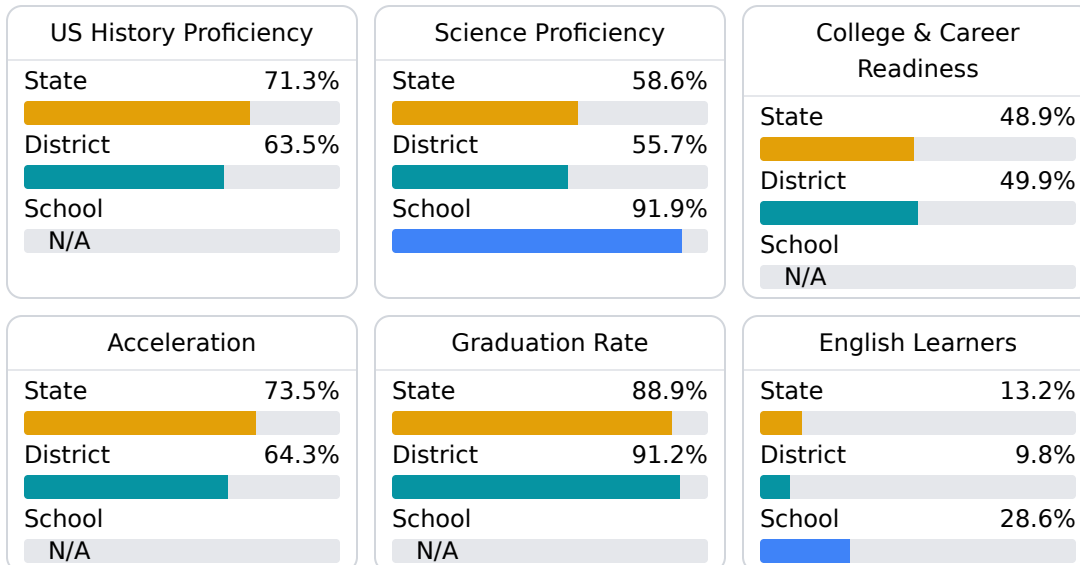 US History Proficiency
State 71.3%
District 63.5%
School
N/A
Science Proficiency
State 58.6%
District 55.7%
School 91.9%
College & Career
Readiness
State 48.9%
District 49.9%
School
N/A
Acceleration
State 73.5%
District 64.3%
School
N/A
Graduation Rate
State 88.9%
District 91.2%
School
N/A
English Learners
State 13.2%
District 9.8%
School 28.6%